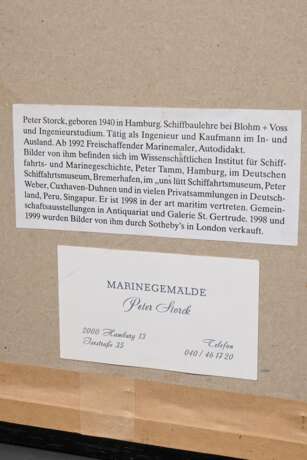 Peter Storck, geboren 1940 in Hamburg. Schiffbaulehre bei Blohm + Voss
und Ingenieurstudium. Tätig als Ingenieur und Kaufmann im In- und
Ausland. Ab 1992 Freischaffender Marinemaler, Autodidakt.
Bilder von ihm befinden sich im Wissenschaftlichen Institut für Schiff-
fahrts- und Marinegeschichte, Peter Tamm, Hamburg, im Deutschen
Schiffahrtsmuseum, Bremerhafen, im „uns lütt Schiffahrtsmuseum, Peter
Weber, Cuxhaven-Duhnen und in vielen Privatsammlungen in Deutsch-
land, Peru, Singapur. Er ist 1998 in der art maritim vertreten. Gemein-
schaftsausstellungen in Antiquariat und Galerie St. Gertrude. 1998 und
1999 wurden Bilder von ihm durch Sotheby's in London verkauft.
MARINEGEMÄLDE
Peter Storck
2000 Hamburg 13
Isestraße 35
Telefon
040 / 46 17 20